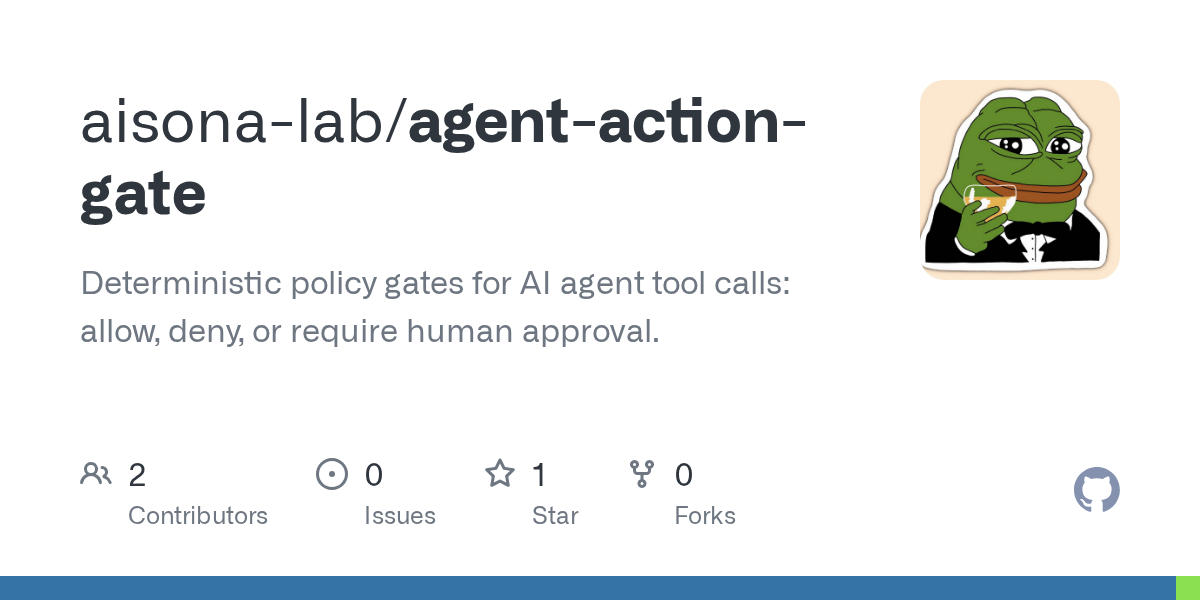 aisona-lab/agent-action-
gate
Deterministic policy gates for AI agent tool calls:
allow, deny, or require human approval.
2 0 1 0
Contributors Issues Star Forks